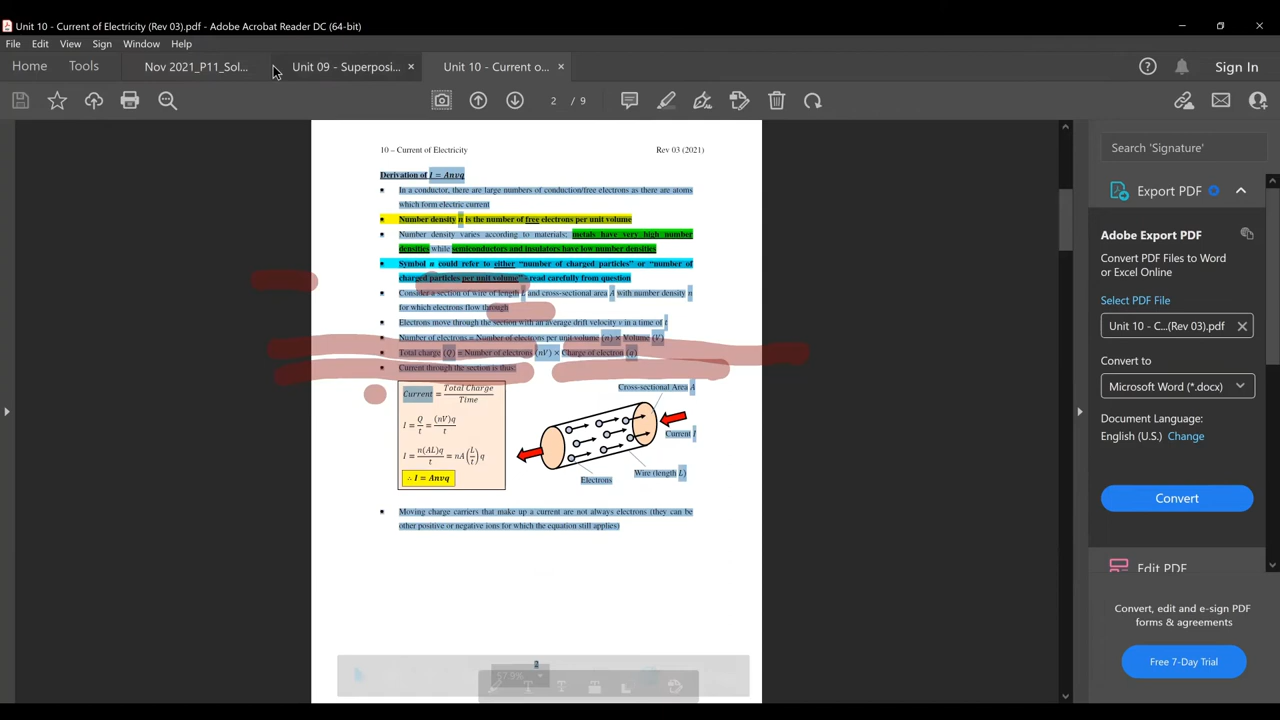 Unit 10 - Current of Electricity (Rev 03).pdf - Adobe Acrobat Reader DC (64-bit)
File Edit View Sign Window Help
Home Tools Nov 2021_P11_Sol... Unit 09 - Superposi... Unit 10 - Current o... Sign In
2 / 9
10 – Current of Electricity Rev 03 (2021)
Derivation of I = Anvq
▪ In a conductor, there are large numbers of conduction/free electrons as there are atoms
which form electric current
▪ Number density n is the number of free electrons per unit volume
▪ Number density varies according to materials; metals have very high number
densities while semiconductors and insulators have low number densities
▪ Symbol n could refer to either “number of charged particles” or “number of
charged particles per unit volume” - read carefully from question
▪ Consider a section of wire of length L and cross-sectional area A with number density n
for which electrons flow through
▪ Electrons move through the section with an average drift velocity v in a time of t
▪ Number of electrons = Number of electrons per unit volume (n) × Volume (V)
▪ Total charge (Q) = Number of electrons (nV) × Charge of electron (q)
▪ Current through the section is thus:
Current = Total Charge / Time
I = Q/t = (nV)q/t
I = n(AL)q/t = nA(L/t)q
∴ I = Anvq
Cross-sectional Area A
Current I
Wire (length L)
Electrons
▪ Moving charge carriers that make up a current are not always electrons (they can be
other positive or negative ions for which the equation still applies)
2
57.9%
Search 'Signature'
Export PDF
Adobe Export PDF
Convert PDF Files to Word
Select PDF File
Unit 10 - C...(Rev 03).pdf
Convert to
Microsoft Word (*.docx)
Document Language:
English (U.S.) Change
Convert
Edit PDF
Convert, edit and e-sign PDF
forms & agreements
Free 7-Day Trial